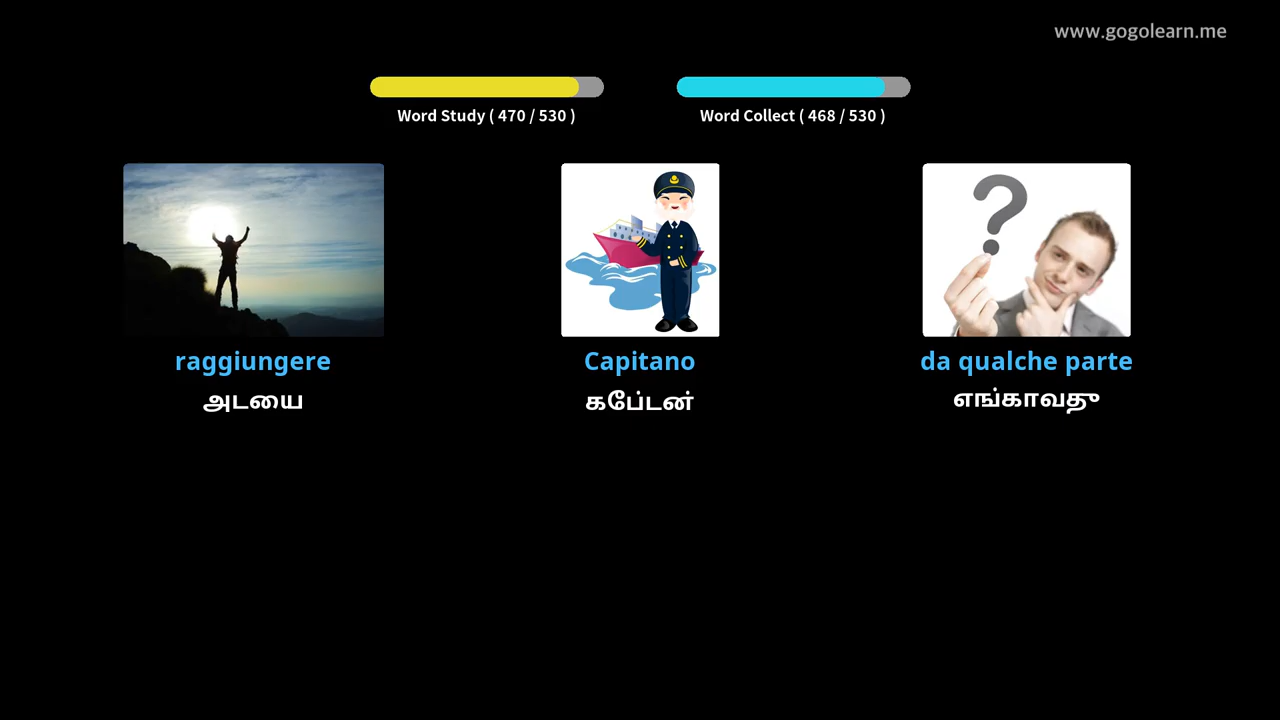 www.gogolearn.me
Word Study ( 470 / 530 )
Word Collect ( 468 / 530 )
raggiungere
Capitano
da qualche parte
அடயை
கப்டேன்
எங்காவது